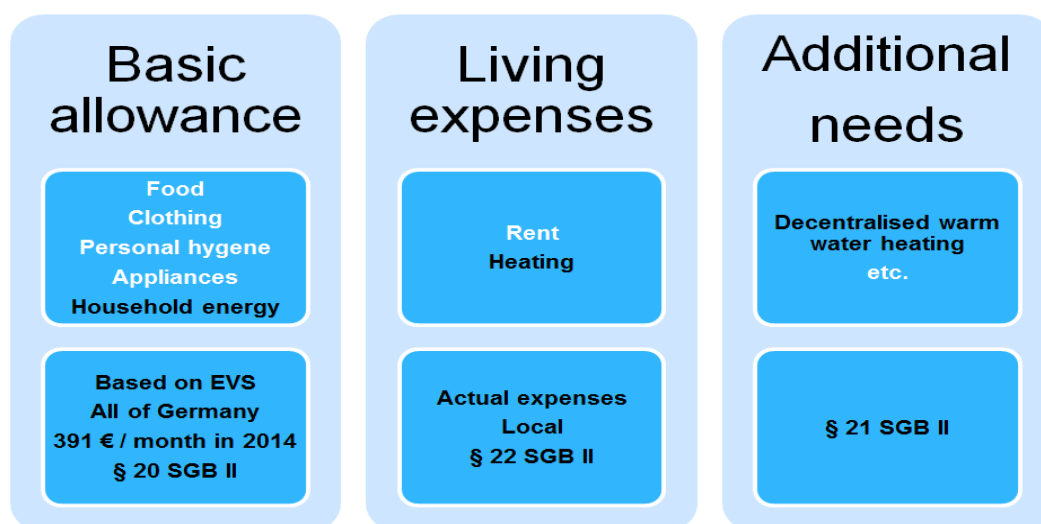 Basic
allowance
Food
Clothing
Personal hygene
Appliances
Household energy
Based on EVS
All of Germany
391 € / month in 2014
§ 20 SGB II
Living
expenses
Rent
Heating
Actual expenses
Local
§ 22 SGB II
Additional
needs
Decentralised warm
water heating
etc.
§ 21 SGB II